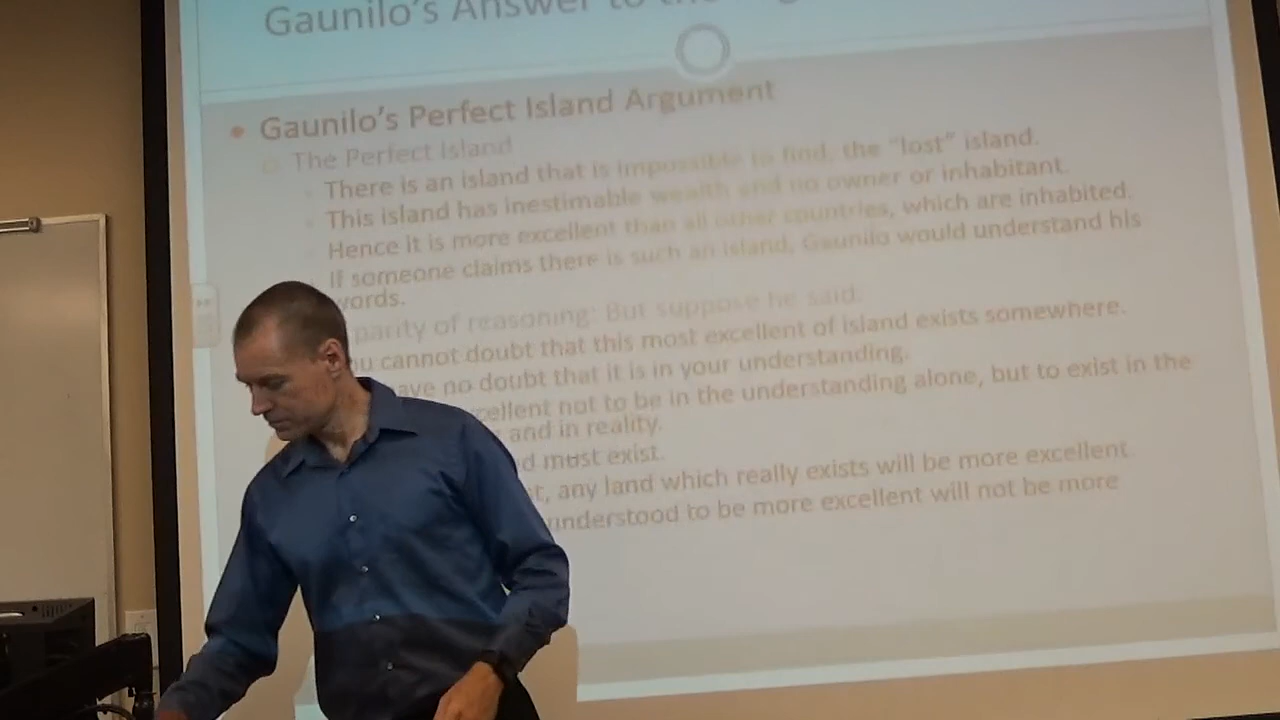 Gaunilo's Answer to the
Gaunilo's Perfect Island Argument
The Perfect Island
There is an island that is impossible to find, the "lost" island.
This island has inestimable wealth and no owner or inhabitant.
Hence it is more excellent than all other countries, which are inhabited.
If someone claims there is such an island, Gaunilo would understand his
words.
parity of reasoning: But suppose he said:
cannot doubt that this most excellent of island exists somewhere.
have no doubt that it is in your understanding.
not to be in the understanding alone, but to exist in the
and in reality.
must exist.
any land which really exists will be more excellent
understood to be more excellent will not be more